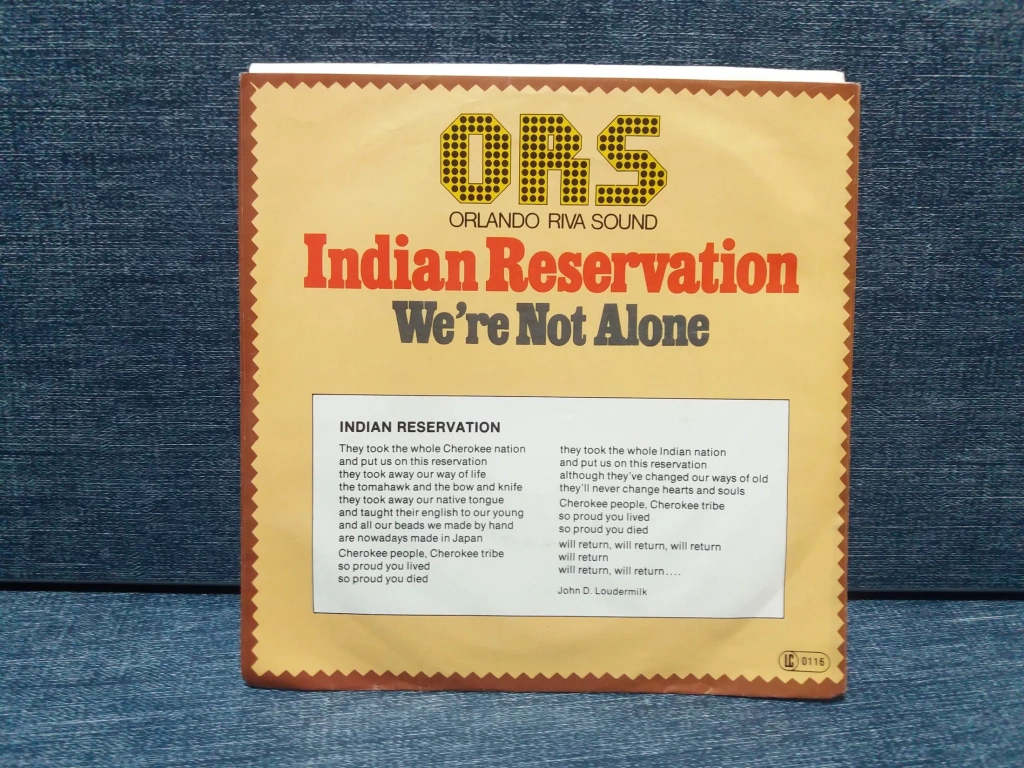 ORS
ORLANDO RIVA SOUND
Indian Reservation
We're Not Alone
INDIAN RESERVATION
They took the whole Cherokee nation
and put us on this reservation
they took away our way of life
the tomahawk and the bow and knife
they took away our native tongue
and taught their english to our young
and all our beads we made by hand
are nowadays made in Japan
Cherokee people, Cherokee tribe
so proud you lived
so proud you died
they took the whole Indian nation
and put us on this reservation
although they've changed our ways of old
they'll never change hearts and souls
Cherokee people, Cherokee tribe
so proud you lived
so proud you died
will return, will return, will return
will return
will return, will return....
John D. Loudermilk
LC 0116